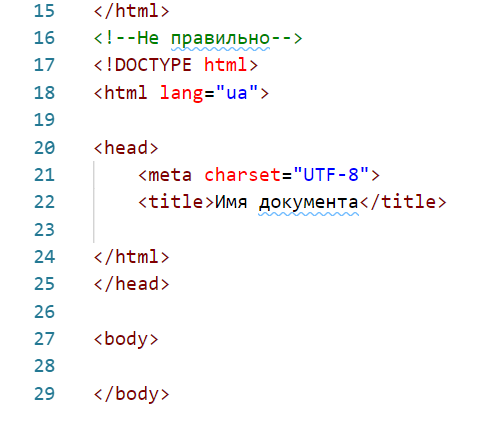 15 </html>
16 <!--Не правильно-->
17 <!DOCTYPE html>
18 <html lang="ua">
19
20 <head>
21 <meta charset="UTF-8">
22 <title>Имя документа</title>
23
24 </html>
25 </head>
26
27 <body>
28
29 </body>